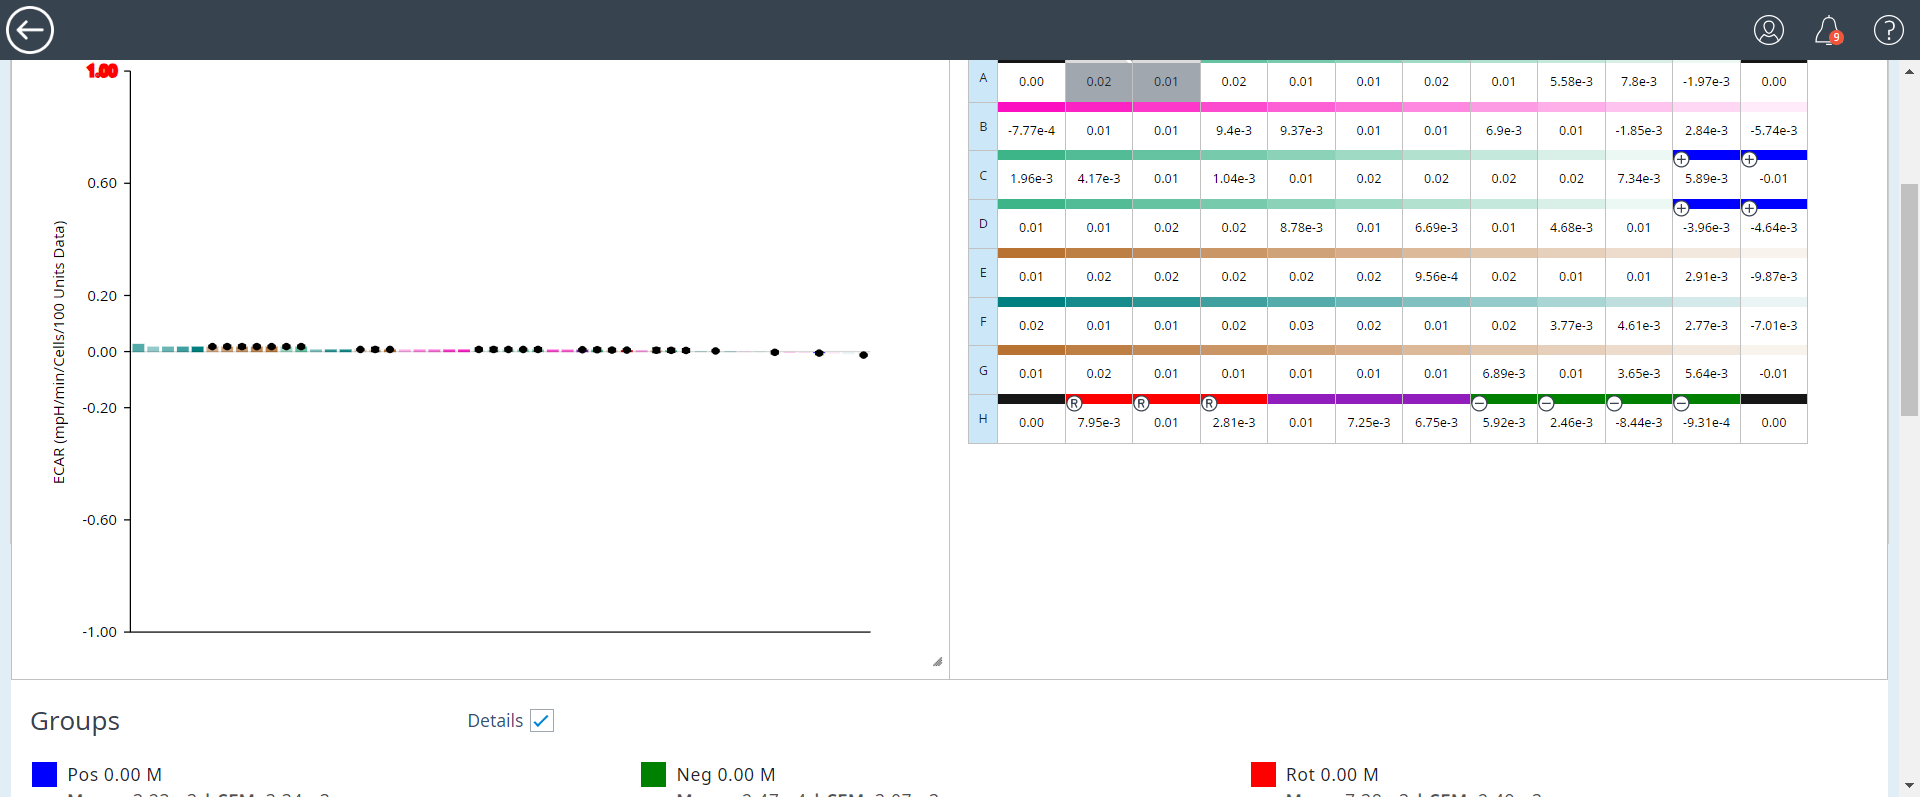 9
1.00
0.60
0.20
0.00
-0.20
-0.60
-1.00
ECAR (mpH/min/Cells/100 Units Data)
A 0.00 0.02 0.01 0.02 0.01 0.01 0.02 0.01 5.58e-3 7.8e-3 -1.97e-3 0.00
B -7.77e-4 0.01 0.01 9.4e-3 9.37e-3 0.01 0.01 6.9e-3 0.01 -1.85e-3 2.84e-3 -5.74e-3
C 1.96e-3 4.17e-3 0.01 1.04e-3 0.01 0.02 0.02 0.02 0.02 7.34e-3 + 5.89e-3 + -0.01
D 0.01 0.01 0.02 0.02 8.78e-3 0.01 6.69e-3 0.01 4.68e-3 0.01 + -3.96e-3 + -4.64e-3
E 0.01 0.02 0.02 0.02 0.02 0.02 9.56e-4 0.02 0.01 0.01 2.91e-3 -9.87e-3
F 0.02 0.01 0.01 0.02 0.03 0.02 0.01 0.02 3.77e-3 4.61e-3 2.77e-3 -7.01e-3
G 0.01 0.02 0.01 0.01 0.01 0.01 0.01 6.89e-3 0.01 3.65e-3 5.64e-3 -0.01
H 0.00 R 7.95e-3 R 0.01 R 2.81e-3 0.01 7.25e-3 6.75e-3 − 5.92e-3 − 2.46e-3 − -8.44e-3 − -9.31e-4 0.00
Groups
Details
Pos 0.00 M
Neg 0.00 M
Rot 0.00 M